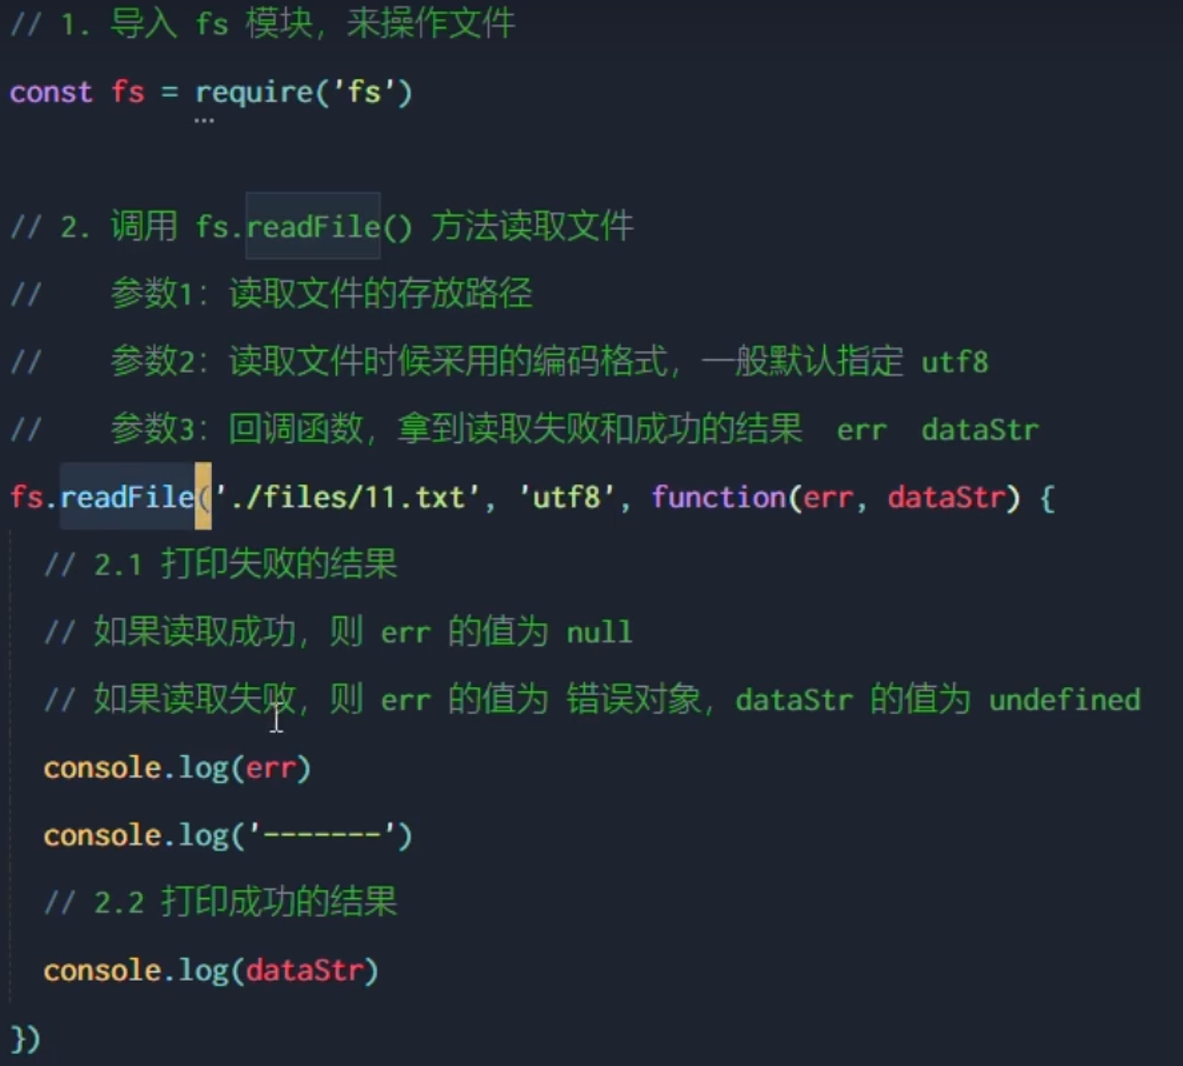 // 1. 导入 fs 模块，来操作文件
const fs = require('fs')
// 2. 调用 fs.readFile() 方法读取文件
//    参数1：读取文件的存放路径
//    参数2：读取文件时候采用的编码格式，一般默认指定 utf8
//    参数3：回调函数，拿到读取失败和成功的结果  err  dataStr
fs.readFile('./files/11.txt', 'utf8', function(err, dataStr) {
  // 2.1 打印失败的结果
  // 如果读取成功，则 err 的值为 null
  // 如果读取失败，则 err 的值为 错误对象，dataStr 的值为 undefined
  console.log(err)
  console.log('-------')
  // 2.2 打印成功的结果
  console.log(dataStr)
})